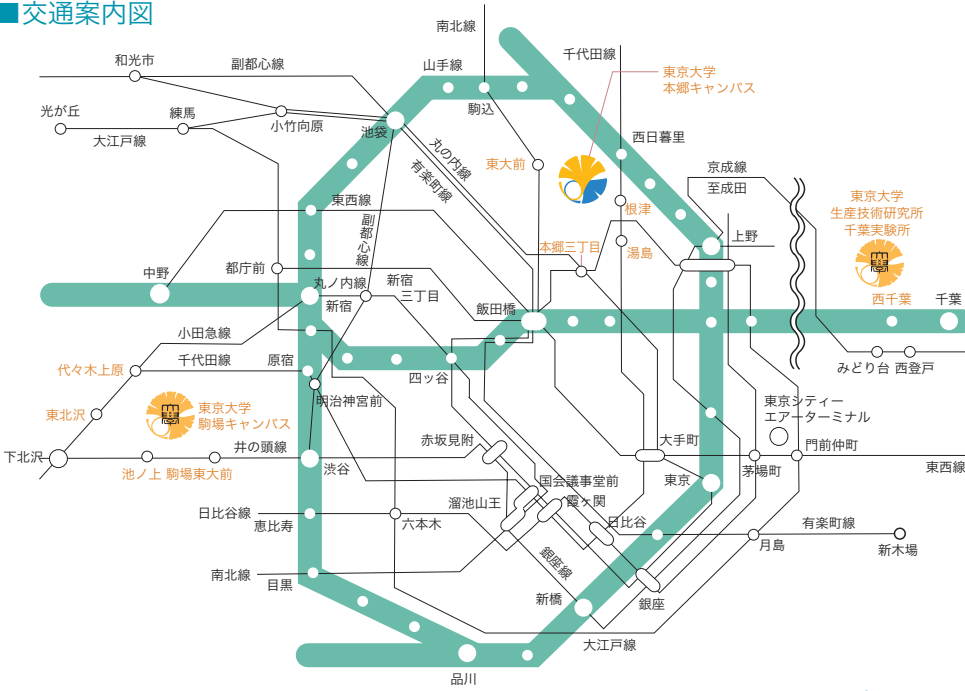 ■交通案内図
南北線
千代田線
和光市
副都心線
山手線
東京大学
本郷キャンパス
光が丘
練馬
小竹向原
池袋
駒込
大江戸線
丸の内線
有楽町線
東大前
西日暮里
京成線
至成田
東京大学
生産技術研究所
千葉実験所
東西線
副都心線
根津
本郷三丁目
湯島
上野
中野
都庁前
丸ノ内線
新宿
新宿
三丁目
飯田橋
西千葉
千葉
小田急線
千代田線
原宿
四ッ谷
みどり台
西登戸
代々木上原
明治神宮前
東京シティー
エアーターミナル
東北沢
東京大学
駒場キャンパス
赤坂見附
大手町
門前仲町
下北沢
井の頭線
池ノ上
駒場東大前
渋谷
東京
茅場町
東西線
国会議事堂前
溜池山王
霞ヶ関
日比谷線
恵比寿
六本木
日比谷
有楽町線
月島
新木場
銀座線
南北線
目黒
新橋
銀座
大江戸線
品川